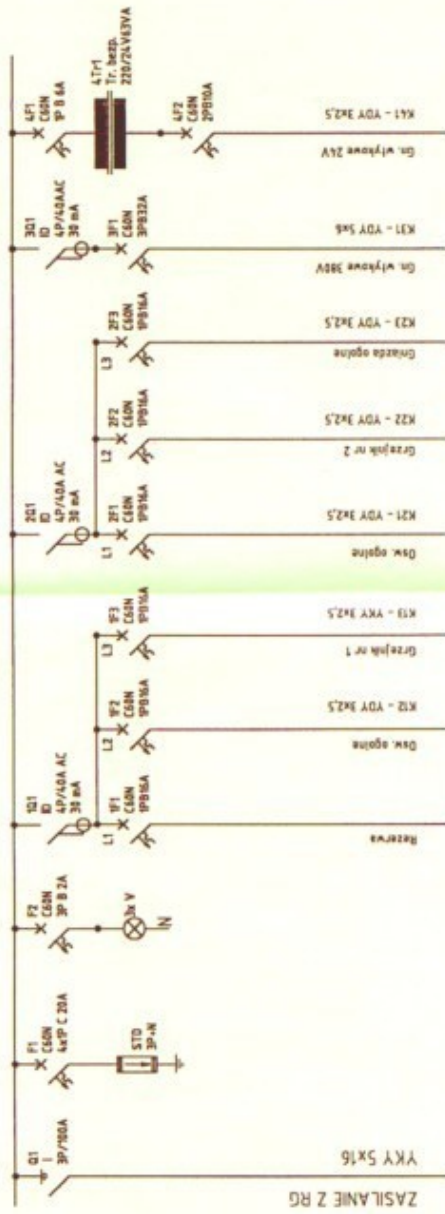 ZASILANIE Z RG
YKY 5x16
Q1
3P/100A
F1
C60N
4x1P C 20A
STD
3P+N
F2
C60N
3P B 2A
3x V
N
1Q1
ID
4P/40A AC
30 mA
L1
1F1
C60N
1PB16A
Rezerwa
L2
1F2
C60N
1PB16A
Osw. ogolne
K12 - YDY 3x2,5
L3
1F3
C60N
1PB16A
Grzejnik nr 1
K13 - YKY 3x2,5
2Q1
ID
4P/40A AC
30 mA
L1
2F1
C60N
1PB16A
Osw. ogolne
K21 - YDY 3x2,5
L2
2F2
C60N
1PB16A
Grzejnik nr 2
K22 - YDY 3x2,5
L3
2F3
C60N
1PB16A
Gniazda ogolne
K23 - YDY 3x2,5
3Q1
ID
4P/40AAC
30 mA
3F1
C60N
3PB32A
Gn. wtykowe 380V
K31 - YDY 5x6
4F1
C60N
1P B 6A
4Tr1
Tr. bezp.
220/24V63VA
4F2
C60N
2PB10A
Gn. wtykowe 24V
K41 - YDY 3x2,5